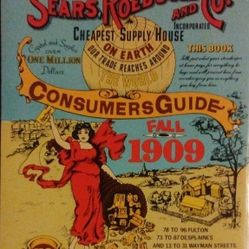 SEARS, ROEBUCK AND CO.
INCORPORATED
CHEAPEST SUPPLY HOUSE
ON EARTH
OUR TRADE REACHES AROUND
Capital and Surplus
OVER
ONE MILLION
Dollars
THIS BOOK
CONSUMERS GUIDE
FALL
1909
78 TO 96 FULTON
73 TO 87 DESPLAINES
AND 13 TO 31 WAYMAN STREETS